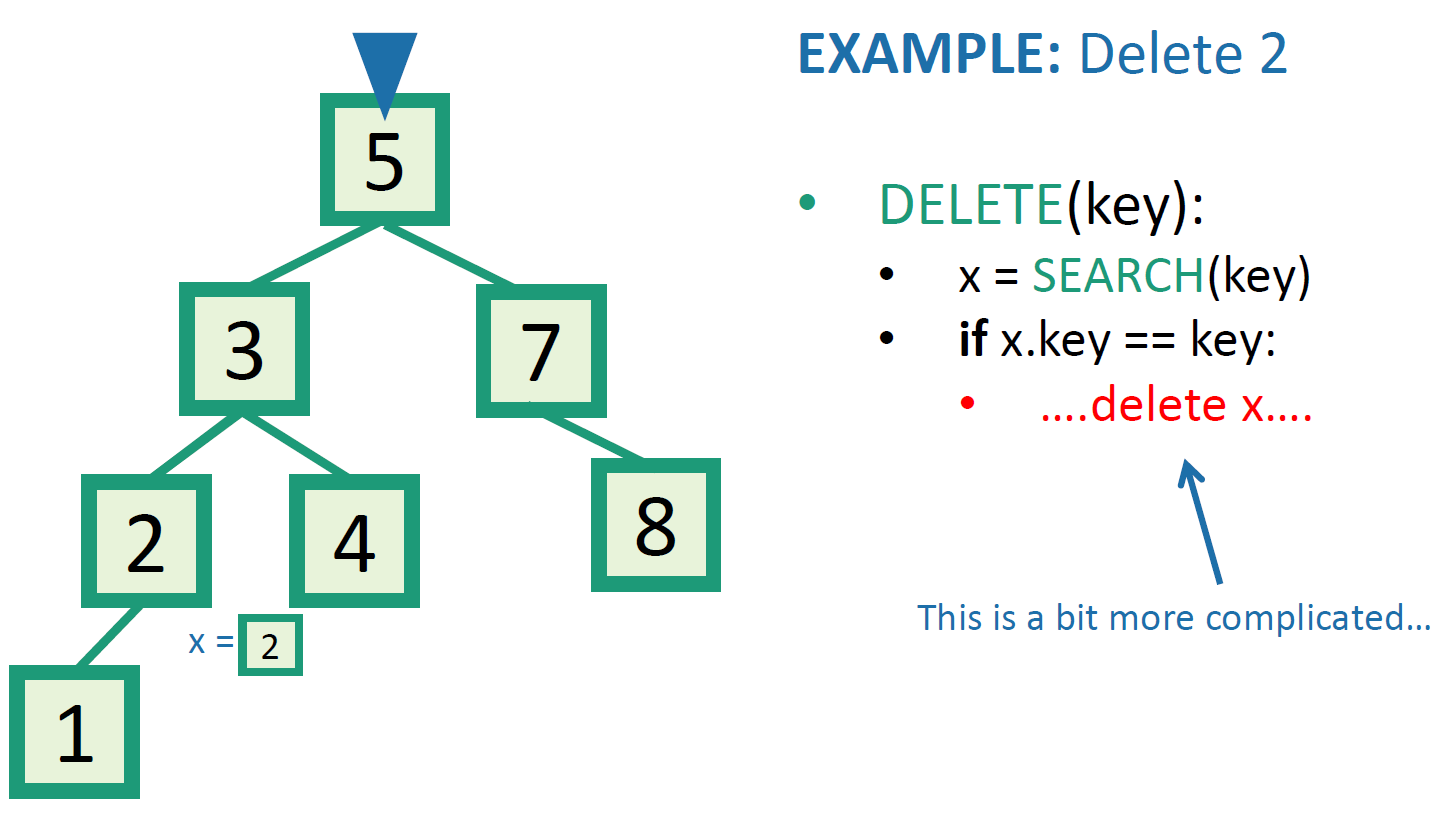 EXAMPLE: Delete 2
5
• DELETE(key):
• x = SEARCH(key)
3
7
• if x.key == key:
• ....delete x....
2
4
8
This is a bit more complicated...
x = 2
1